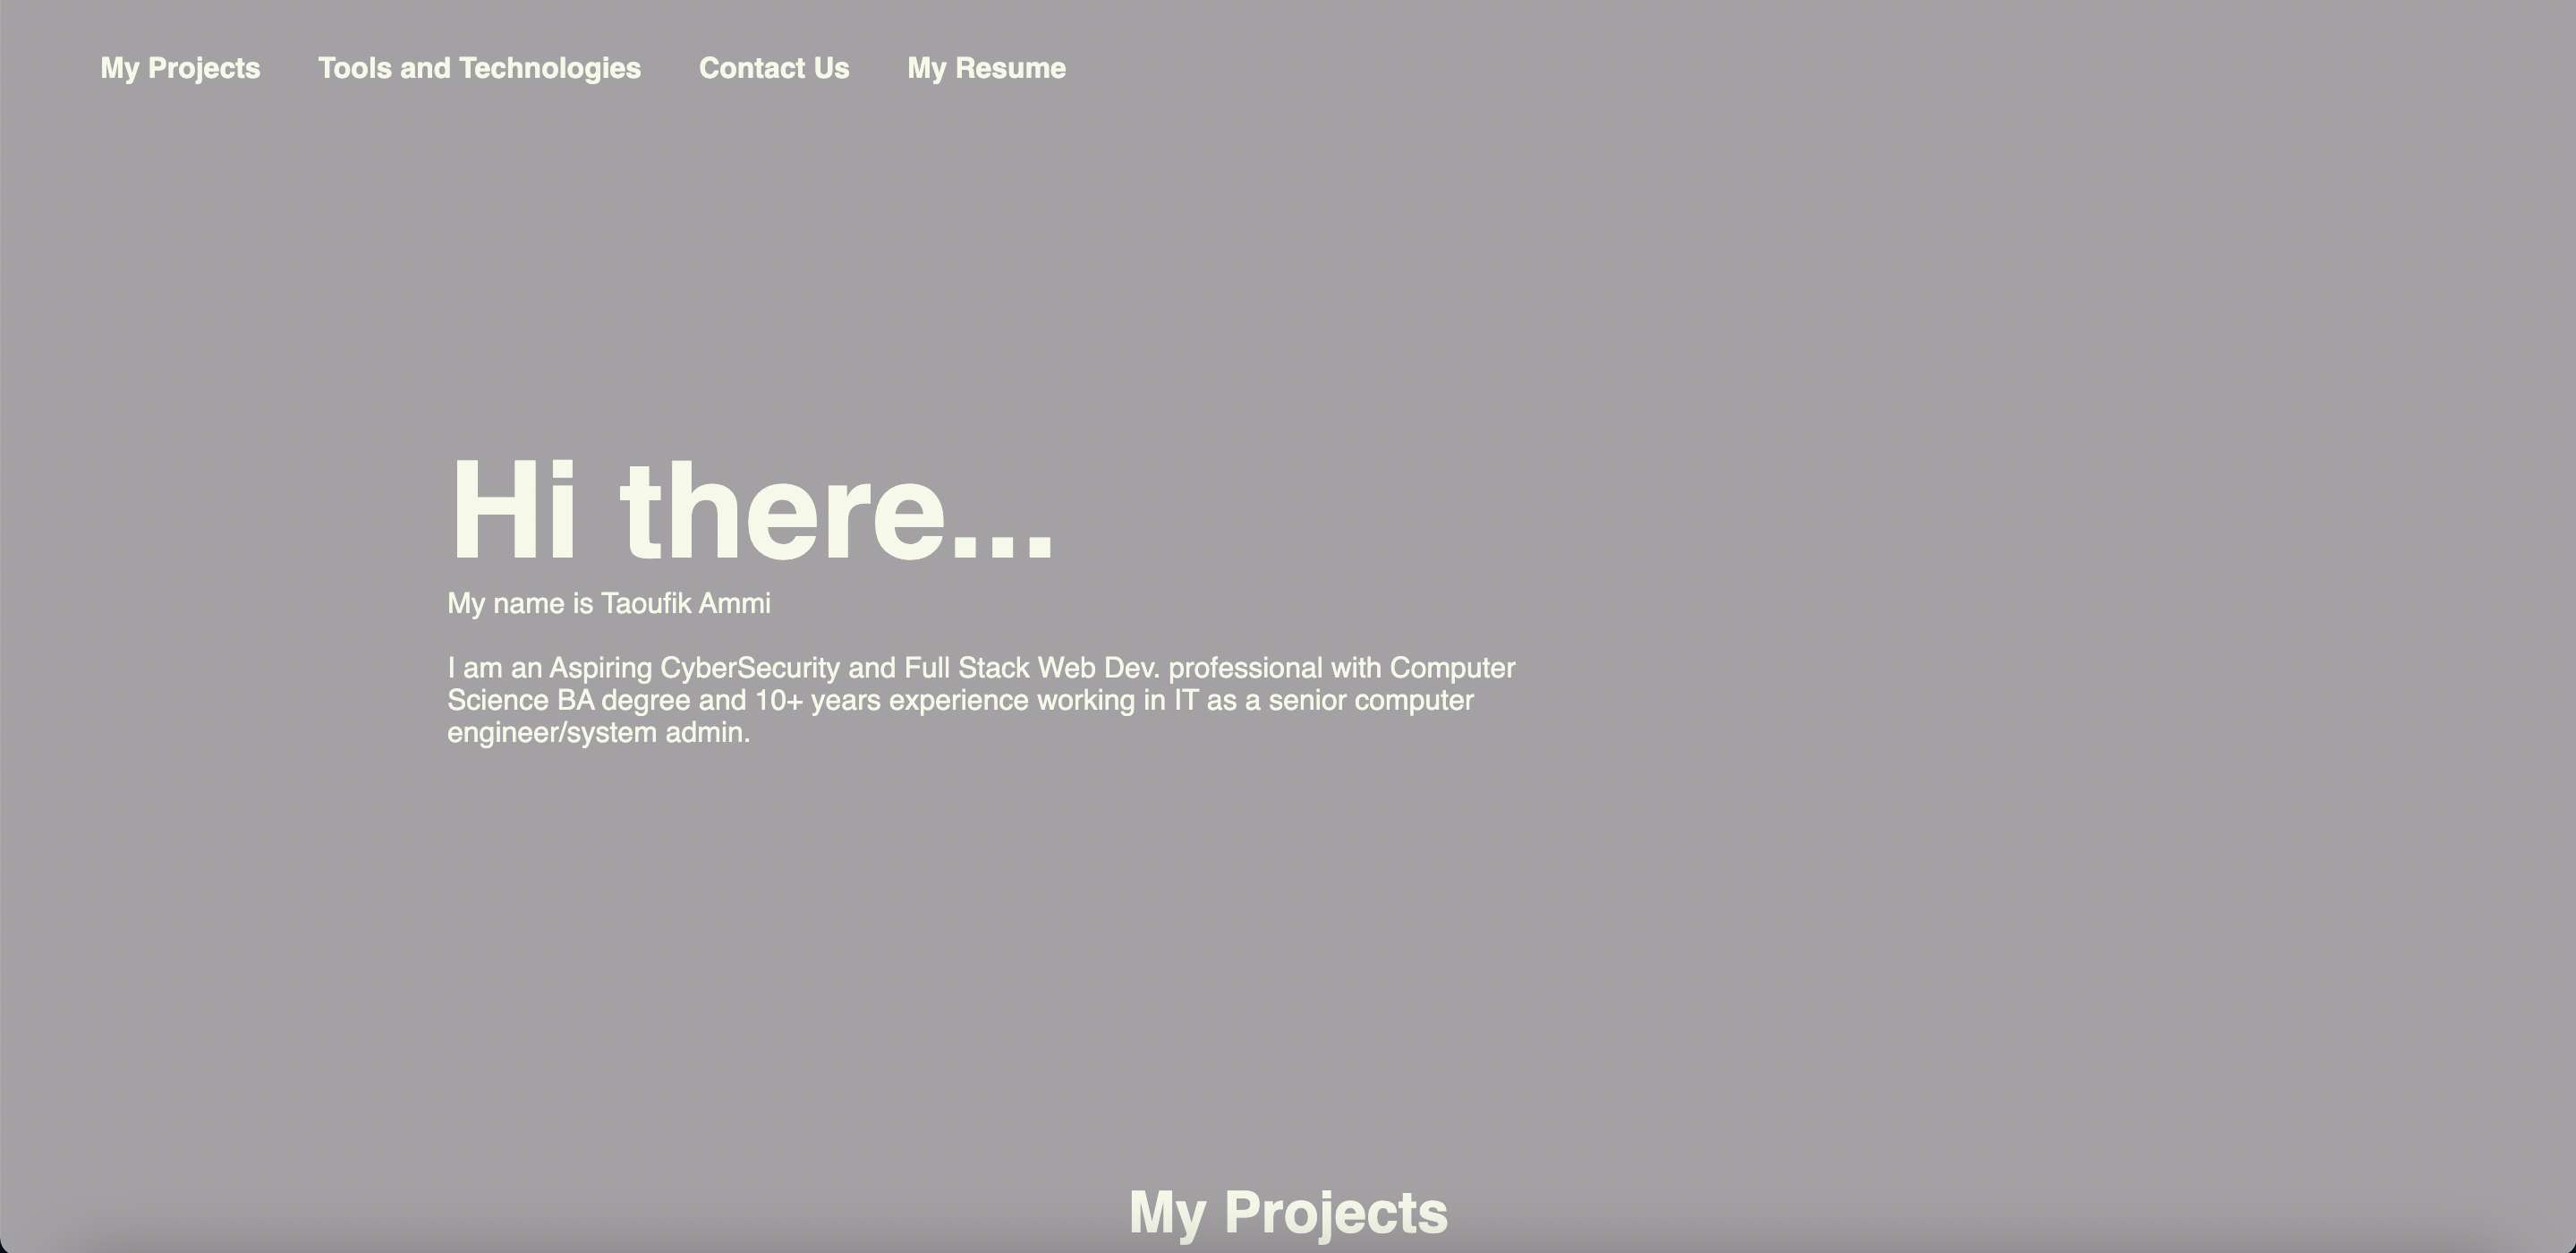 My Projects Tools and Technologies Contact Us My Resume
Hi there...
My name is Taoufik Ammi
I am an Aspiring CyberSecurity and Full Stack Web Dev. professional with Computer
Science BA degree and 10+ years experience working in IT as a senior computer
engineer/system admin.
My Projects